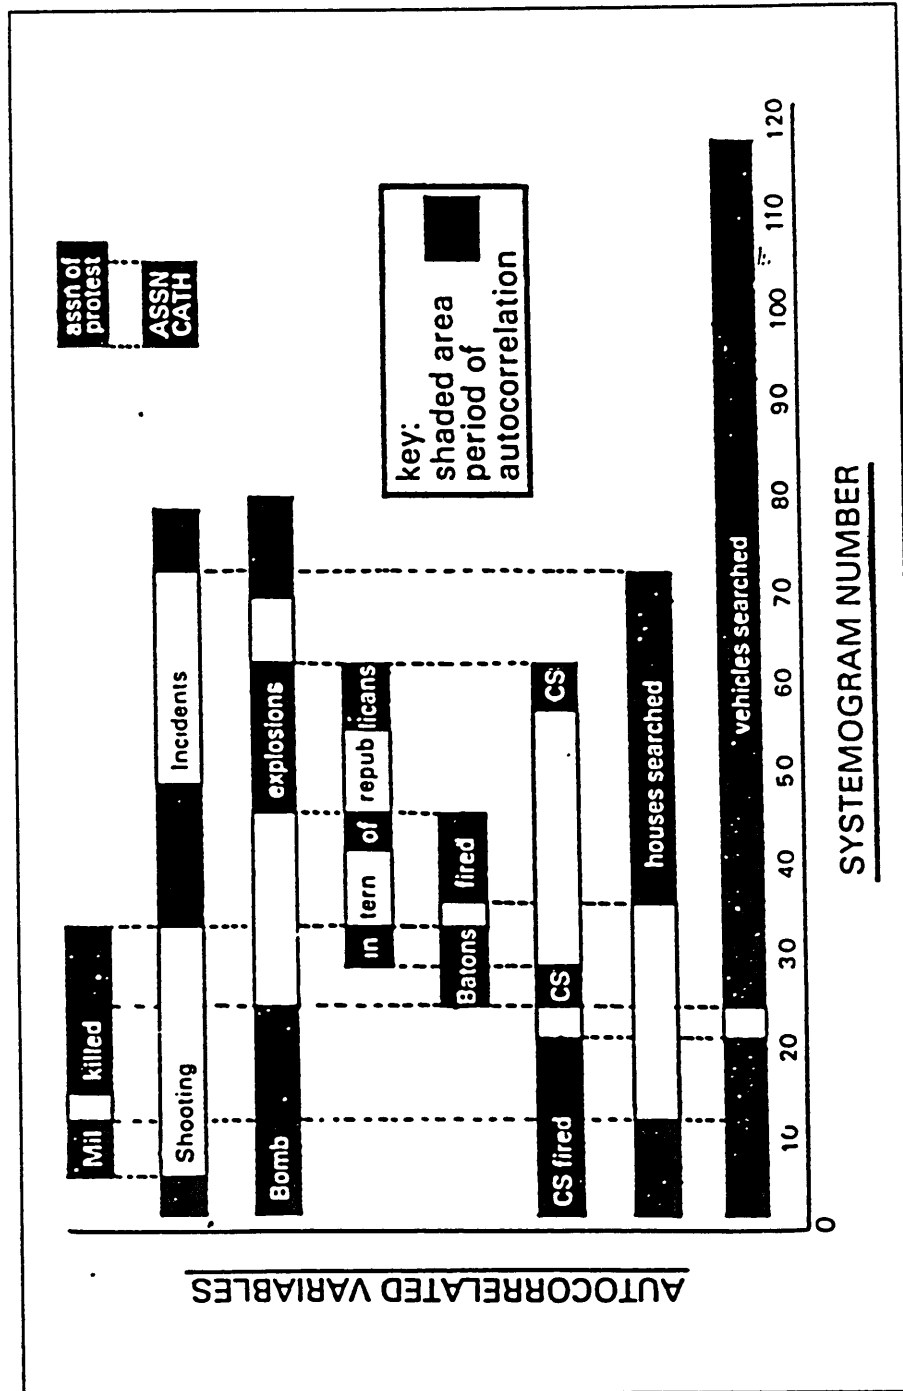 AUTOCORRELATED VARIABLES
Mil killed
assn of
protest
Shooting Incidents
ASSN
CATH
Bomb explosions
in tern of repub licans
Batons fired
CS fired CS CS
houses searched
vehicles searched
key:
shaded area
period of
autocorrelation
0 10 20 30 40 50 60 70 80 90 100 110 120
SYSTEMOGRAM NUMBER